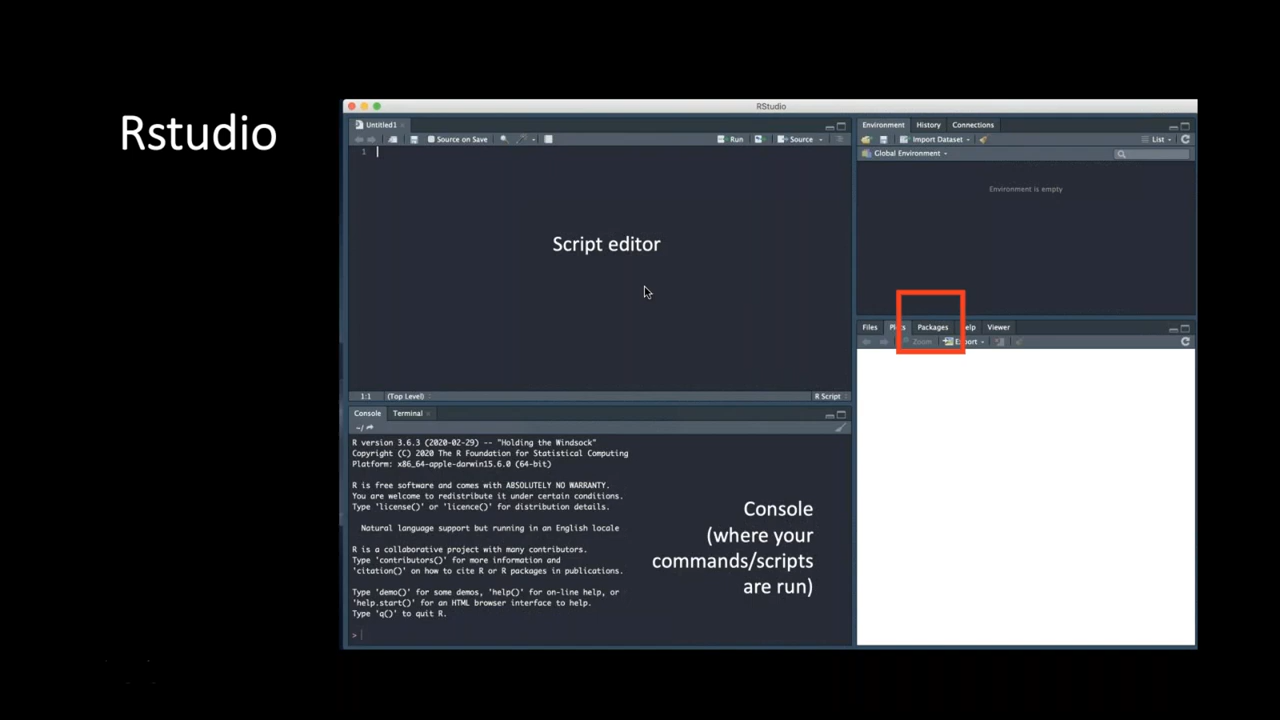 Rstudio
RStudio
Untitled1
Source on Save
Run
Source
1
Script editor
1:1 (Top Level)
R Script
Console Terminal
~/
R version 3.6.3 (2020-02-29) -- "Holding the Windsock"
Copyright (C) 2020 The R Foundation for Statistical Computing
Platform: x86_64-apple-darwin15.6.0 (64-bit)
R is free software and comes with ABSOLUTELY NO WARRANTY.
You are welcome to redistribute it under certain conditions.
Type 'license()' or 'licence()' for distribution details.
Natural language support but running in an English locale
R is a collaborative project with many contributors.
Type 'contributors()' for more information and
'citation()' on how to cite R or R packages in publications.
Type 'demo()' for some demos, 'help()' for on-line help, or
'help.start()' for an HTML browser interface to help.
Type 'q()' to quit R.
>
Console
(where your
commands/scripts
are run)
Environment History Connections
Import Dataset
List
Global Environment
Environment is empty
Files Packages Viewer
Zoom